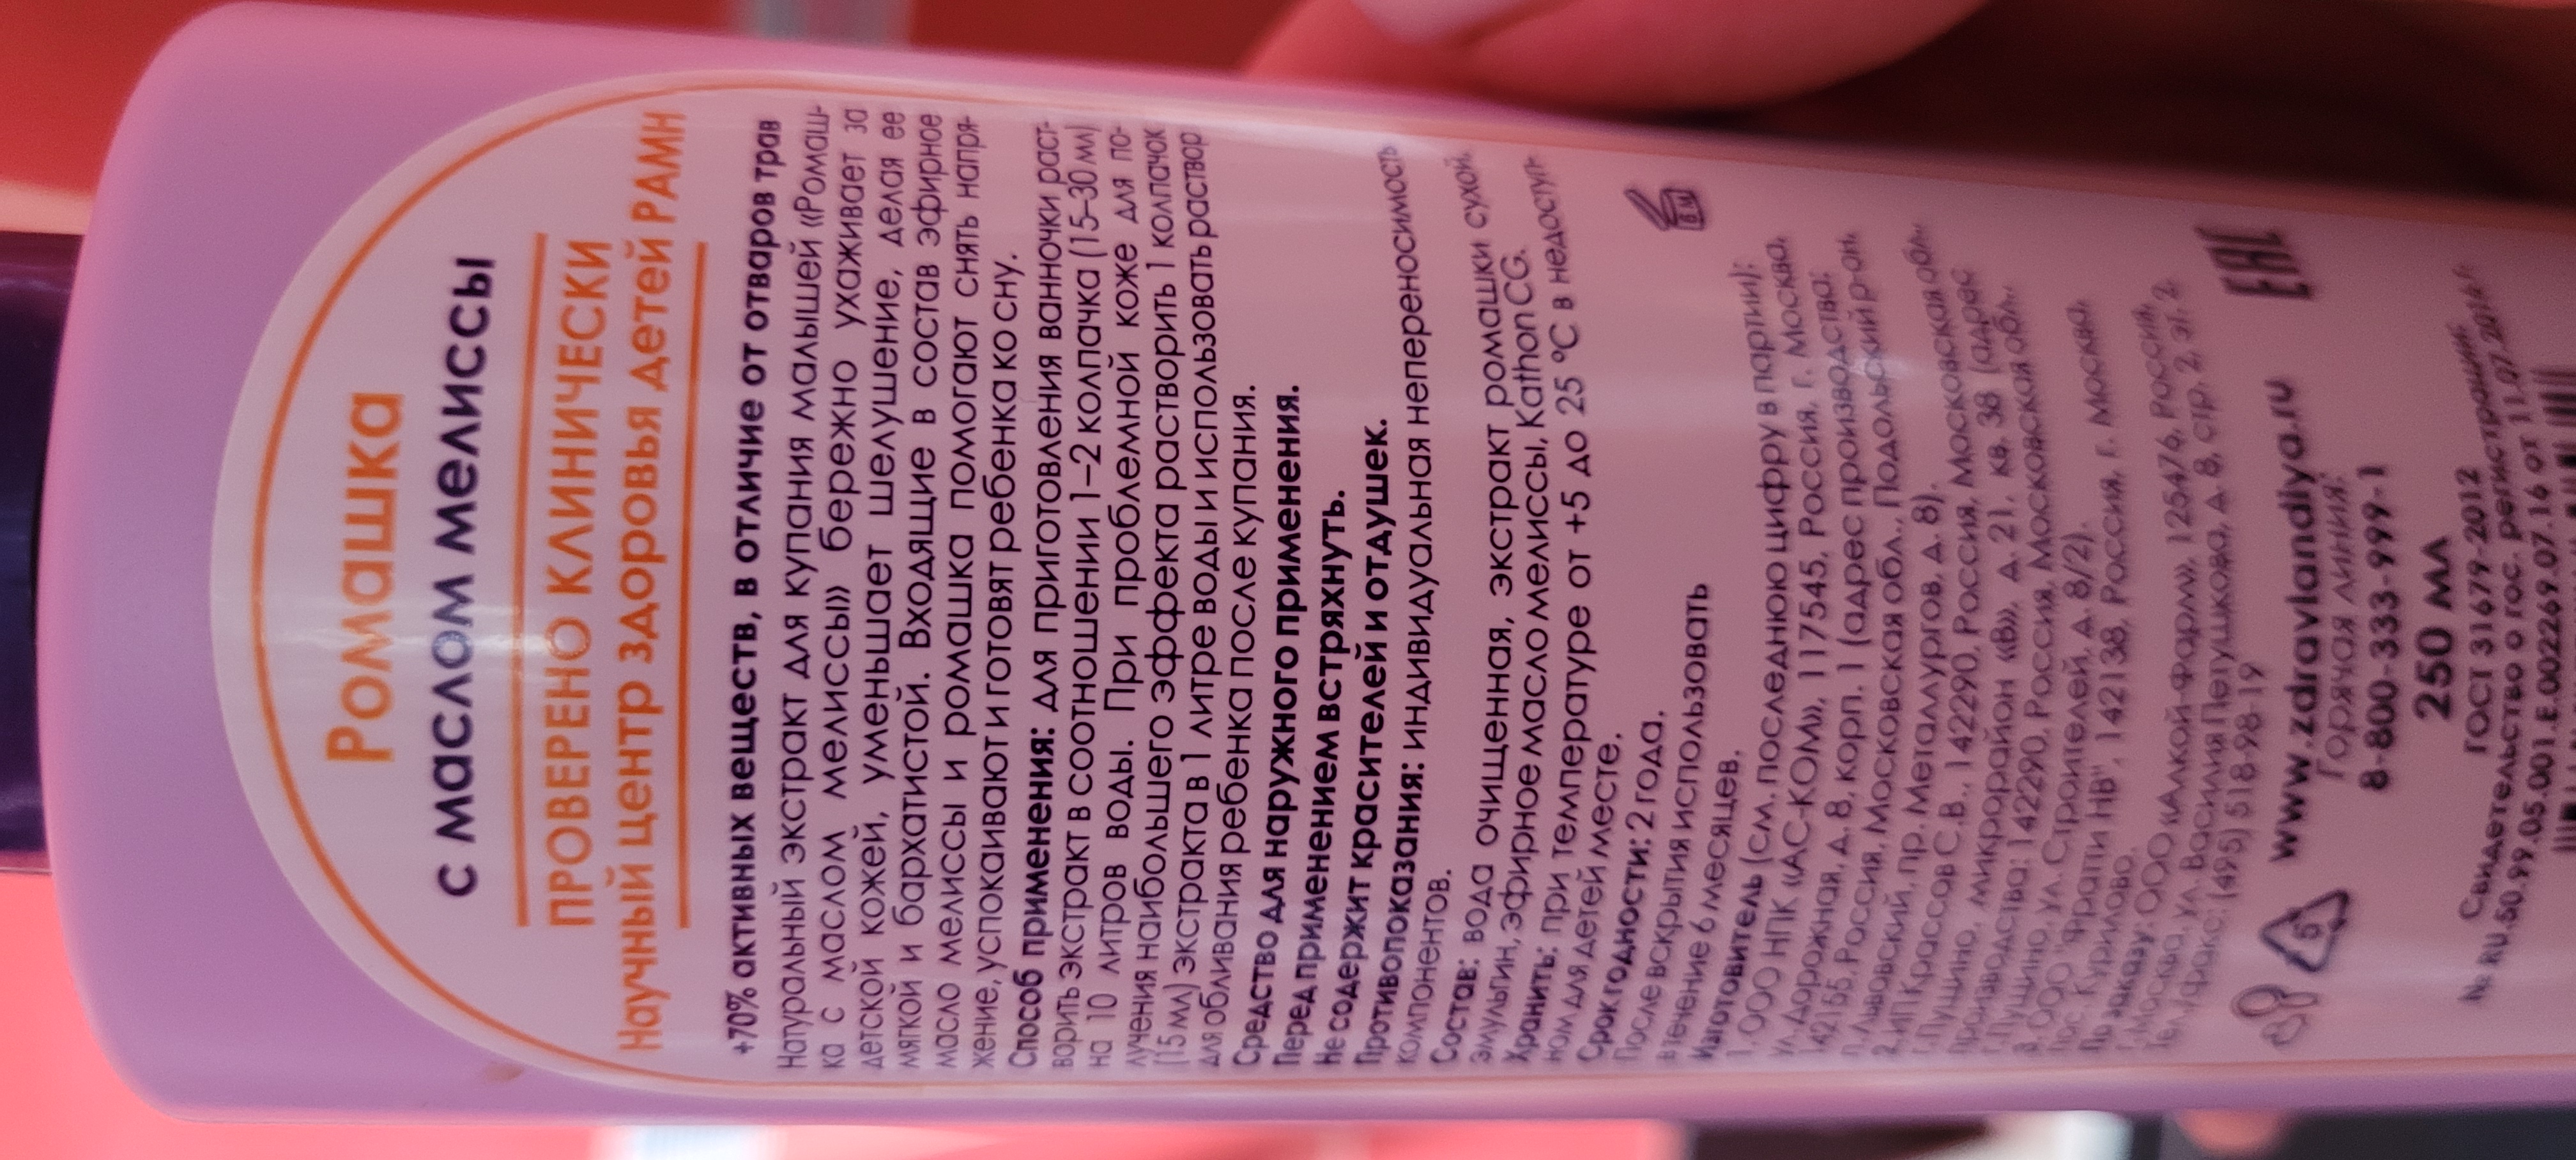 Ромашка
с маслом мелиссы
ПРОВЕРЕНО КЛИНИЧЕСКИ
Научный центр здоровья детей РАМН
+70% активных веществ, в отличие от отваров трав
Натуральный экстракт для купания малышей «Ромаш-
ка с маслом мелиссы» бережно ухаживает за
детской кожей, уменьшает шелушение, делая ее
мягкой и бархатистой. Входящие в состав эфирное
масло мелиссы и ромашка помогают снять напря-
жение, успокаивают и готовят ребенка ко сну.
Способ применения: для приготовления ванночки раст-
ворить экстракт в соотношении 1–2 колпачка (15–30 мл)
на 10 литров воды. При проблемной коже для по-
лучения наибольшего эффекта растворить 1 колпачок
(15 мл) экстракта в 1 литре воды и использовать раствор
для обливания ребенка после купания.
Средство для наружного применения.
Перед применением встряхнуть.
Не содержит красителей и отдушек.
Противопоказания: индивидуальная непереносимость
компонентов.
Состав: вода очищенная, экстракт ромашки сухой,
эмульгин, эфирное масло мелиссы, Kathon CG.
Хранить: при температуре от +5 до 25 °C в недоступ-
ном для детей месте.
Срок годности: 2 года.
После вскрытия использовать
в течение 6 месяцев.
6 М
Изготовитель (см. последнюю цифру в партии):
1. ООО НПК «АС-КОМ», 117545, Россия, г. Москва,
ул. Дорожная, д. 8, корп. 1 (адрес производства:
142155, Россия, Московская обл., Подольский р-он,
п. Львовский, пр. Металлургов, д. 8).
2. ИП Крассов С.В., 142290, Россия, Московская обл.,
г. Пущино, микрорайон «В», д. 21, кв. 38 (адрес
производства: 142290, Россия, Московская обл.,
г. Пущино, ул. Строителей, д. 8/2).
3. ООО НВ", 142138, Россия, г. Москва,
пос. Курилово.
По заказу: ООО «Алкой-Фарм», 125476, Россия,
г. Москва, ул. Василия Петушкова, д. 8, стр. 2, эт. 2
Тел./факс: (495) 518-98-19
www.zdravlandiya.ru
Горячая линия:
8-800-333-999-1
EAC
5
250 мл
ГОСТ 31679-2012
Свидетельство о гос. регистрации:
№ RU.50.99.05.001.Е.002269.07.16 от 11.07.2016 г.